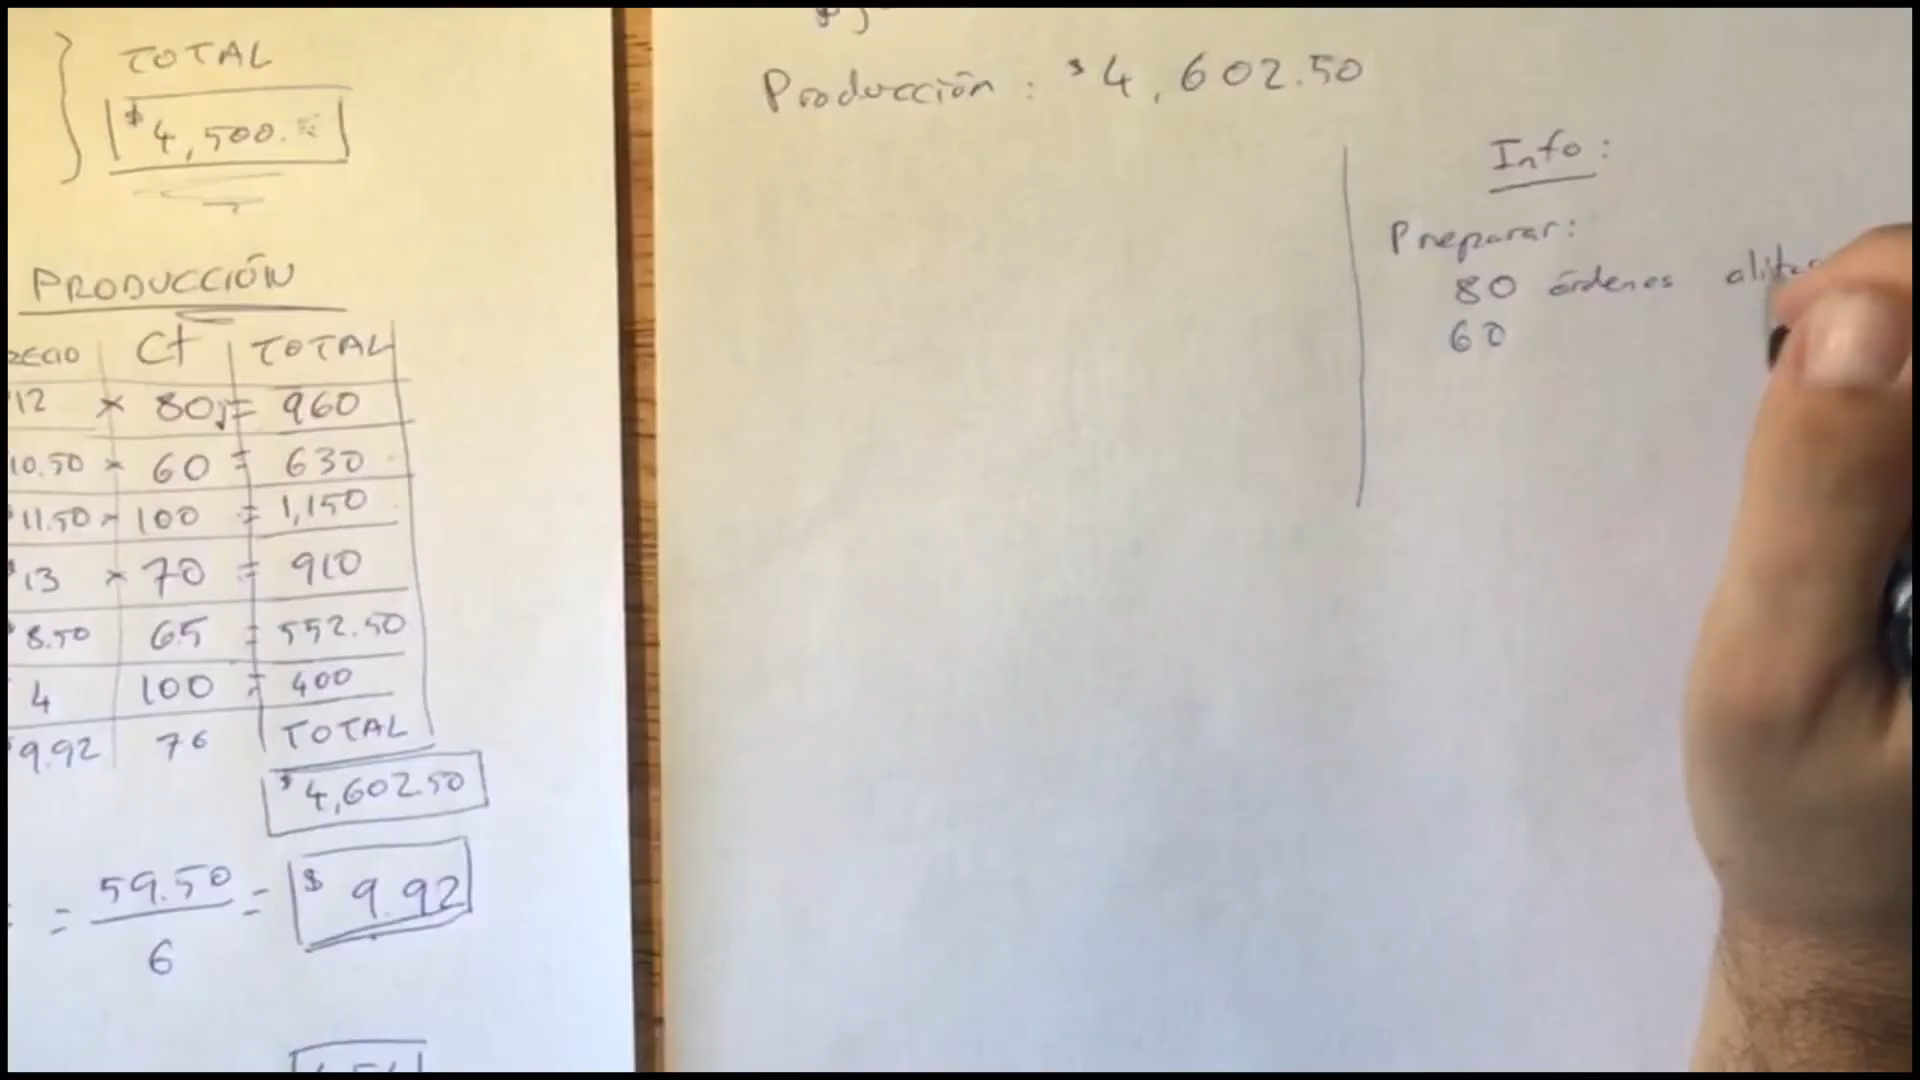 TOTAL
$4,500.
PRODUCCIÓN
Ct TOTAL
12 × 80 = 960
10.50 × 60 = 630
$11.50 × 100 = 1,150
$13 × 70 = 910
$8.50 65 = 552.50
4 100 = 400
$9.92 76 TOTAL
$4,602.50
= 59.50 / 6 = $9.92
Producción: $4,602.50
Info:
Preparar:
80 órdenes
60